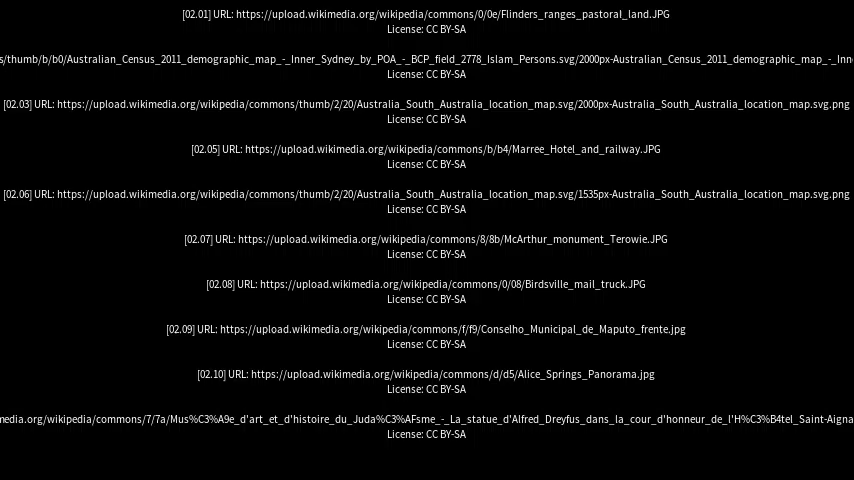 [02.01] URL: https://upload.wikimedia.org/wikipedia/commons/0/0e/Flinders_ranges_pastoral_land.JPG
License: CC BY-SA
s/thumb/b/b0/Australian_Census_2011_demographic_map_-_Inner_Sydney_by_POA_-_BCP_field_2778_Islam_Persons.svg/2000px-Australian_Census_2011_demographic_map_-_Inn
License: CC BY-SA
[02.03] URL: https://upload.wikimedia.org/wikipedia/commons/thumb/2/20/Australia_South_Australia_location_map.svg/2000px-Australia_South_Australia_location_map.svg.png
License: CC BY-SA
[02.05] URL: https://upload.wikimedia.org/wikipedia/commons/b/b4/Marree_Hotel_and_railway.JPG
License: CC BY-SA
[02.06] URL: https://upload.wikimedia.org/wikipedia/commons/thumb/2/20/Australia_South_Australia_location_map.svg/1535px-Australia_South_Australia_location_map.svg.png
License: CC BY-SA
[02.07] URL: https://upload.wikimedia.org/wikipedia/commons/8/8b/McArthur_monument_Terowie.JPG
License: CC BY-SA
[02.08] URL: https://upload.wikimedia.org/wikipedia/commons/0/08/Birdsville_mail_truck.JPG
License: CC BY-SA
[02.09] URL: https://upload.wikimedia.org/wikipedia/commons/f/f9/Conselho_Municipal_de_Maputo_frente.jpg
License: CC BY-SA
[02.10] URL: https://upload.wikimedia.org/wikipedia/commons/d/d5/Alice_Springs_Panorama.jpg
License: CC BY-SA
media.org/wikipedia/commons/7/7a/Mus%C3%A9e_d'art_et_d'histoire_du_Juda%C3%AFsme_-_La_statue_d'Alfred_Dreyfus_dans_la_cour_d'honneur_de_l'H%C3%B4tel_Saint-Aigna
License: CC BY-SA